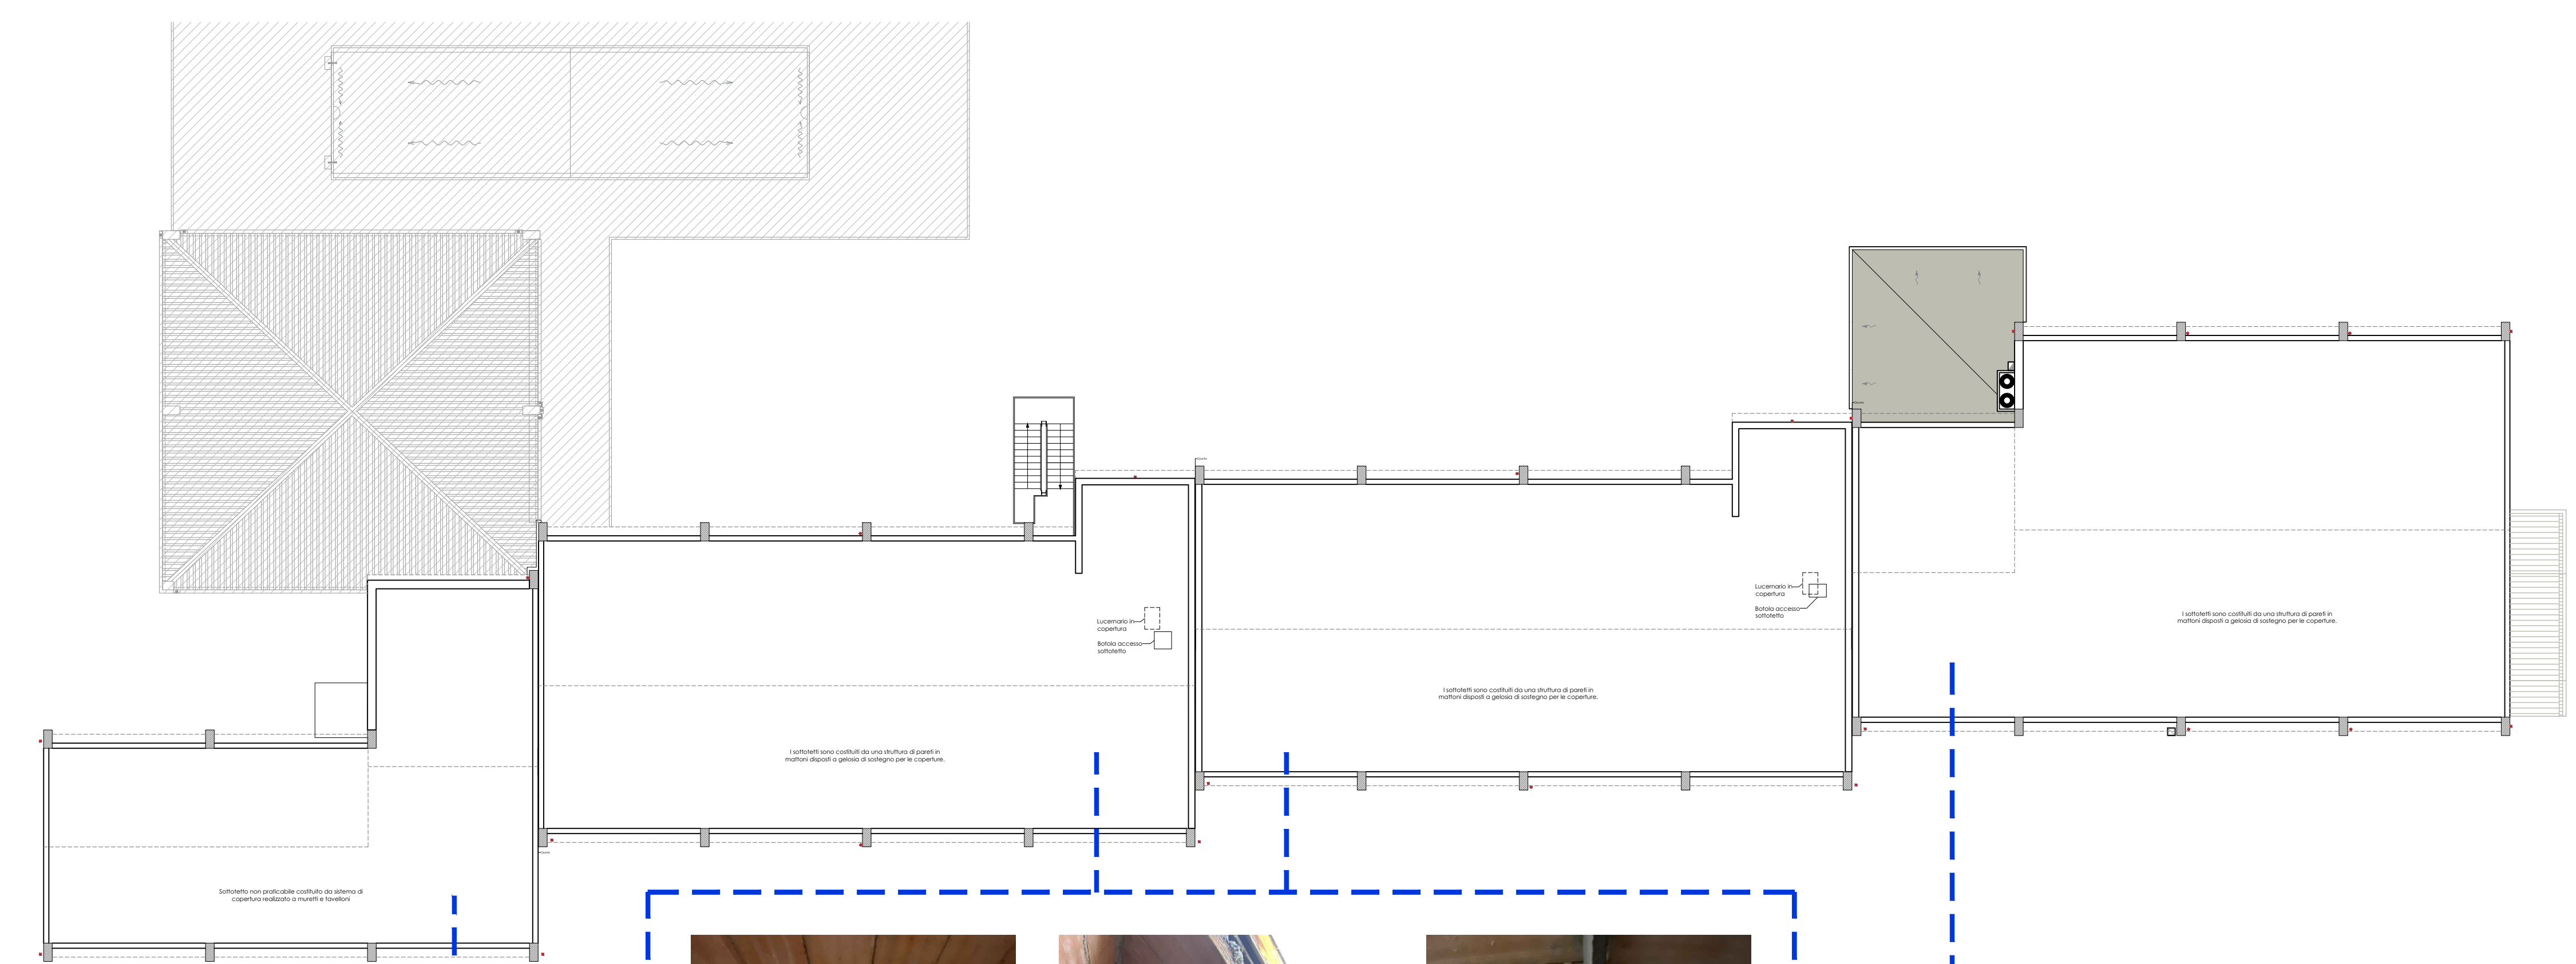 Lucernario in
copertura
Botola accesso
sottotetto
Lucernario in
copertura
Botola accesso
sottotetto
I sottotetti sono costituiti da una struttura di pareti in
mattoni disposti a gelosia di sostegno per le coperture.
I sottotetti sono costituiti da una struttura di pareti in
mattoni disposti a gelosia di sostegno per le coperture.
I sottotetti sono costituiti da una struttura di pareti in
mattoni disposti a gelosia di sostegno per le coperture.
Sottotetto non praticabile costituito da sistema di
copertura realizzato a muretti e tavelloni